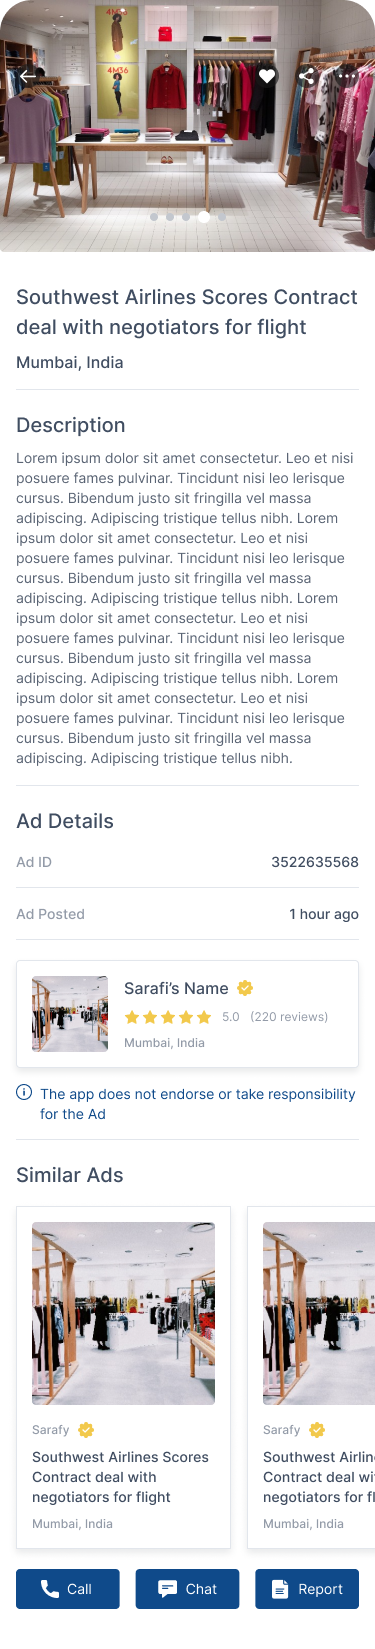 4M36
4M36
Southwest Airlines Scores Contract
deal with negotiators for flight
Mumbai, India
Description
Lorem ipsum dolor sit amet consectetur. Leo et nisi
posuere fames pulvinar. Tincidunt nisi leo lerisque
cursus. Bibendum justo sit fringilla vel massa
adipiscing. Adipiscing tristique tellus nibh. Lorem
ipsum dolor sit amet consectetur. Leo et nisi
posuere fames pulvinar. Tincidunt nisi leo lerisque
cursus. Bibendum justo sit fringilla vel massa
adipiscing. Adipiscing tristique tellus nibh. Lorem
ipsum dolor sit amet consectetur. Leo et nisi
posuere fames pulvinar. Tincidunt nisi leo lerisque
cursus. Bibendum justo sit fringilla vel massa
adipiscing. Adipiscing tristique tellus nibh. Lorem
ipsum dolor sit amet consectetur. Leo et nisi
posuere fames pulvinar. Tincidunt nisi leo lerisque
cursus. Bibendum justo sit fringilla vel massa
adipiscing. Adipiscing tristique tellus nibh.
Ad Details
Ad ID 3522635568
Ad Posted 1 hour ago
Sarafi’s Name
5.0 (220 reviews)
Mumbai, India
The app does not endorse or take responsibility
for the Ad
Similar Ads
Sarafy
Southwest Airlines Scores
Contract deal with
negotiators for flight
Mumbai, India
Sarafy
Southwest
Contract deal
negotiators for
Mumbai, India
Call
Chat
Report